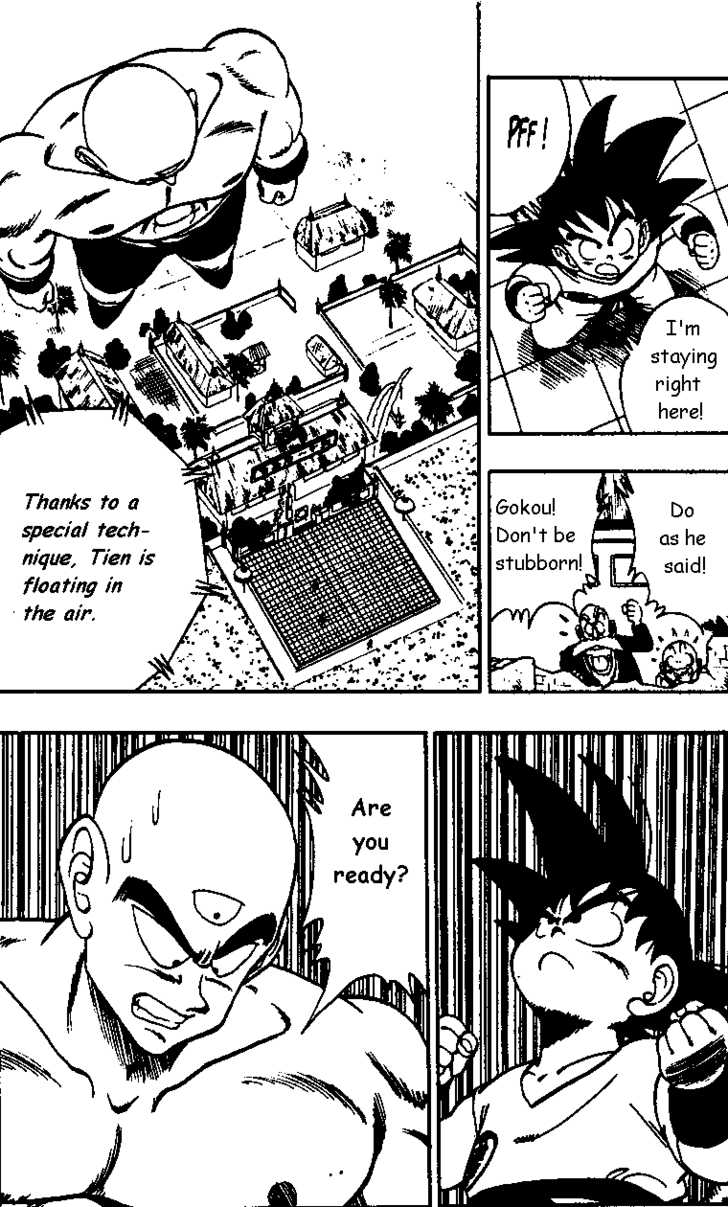 PFF!
I'm
staying
right
here!
Thanks to a
special tech-
nique, Tien is
floating in
the air.
Do
as he
said!
Gokou!
Don't be
stubborn!
Are
you
ready?